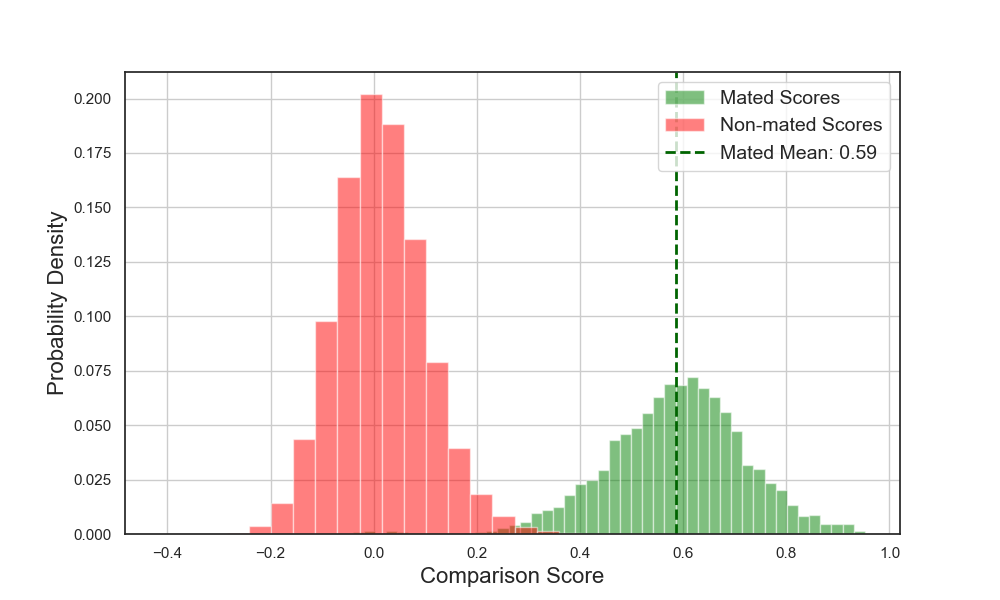 Mated Scores
Non-mated Scores
Mated Mean: 0.59
Probability Density
0.200
0.175
0.150
0.125
0.100
0.075
0.050
0.025
0.000
−0.4 −0.2 0.0 0.2 0.4 0.6 0.8 1.0
Comparison Score